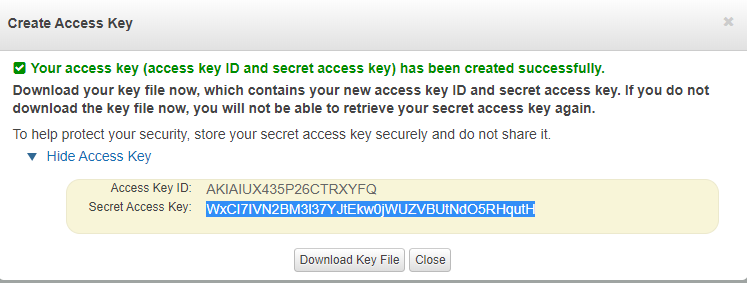 Create Access Key
Your access key (access key ID and secret access key) has been created successfully.
Download your key file now, which contains your new access key ID and secret access key. If you do not
download the key file now, you will not be able to retrieve your secret access key again.
To help protect your security, store your secret access key securely and do not share it.
Hide Access Key
Access Key ID: AKIAIUX435P26CTRXYFQ
Secret Access Key:
Download Key File Close